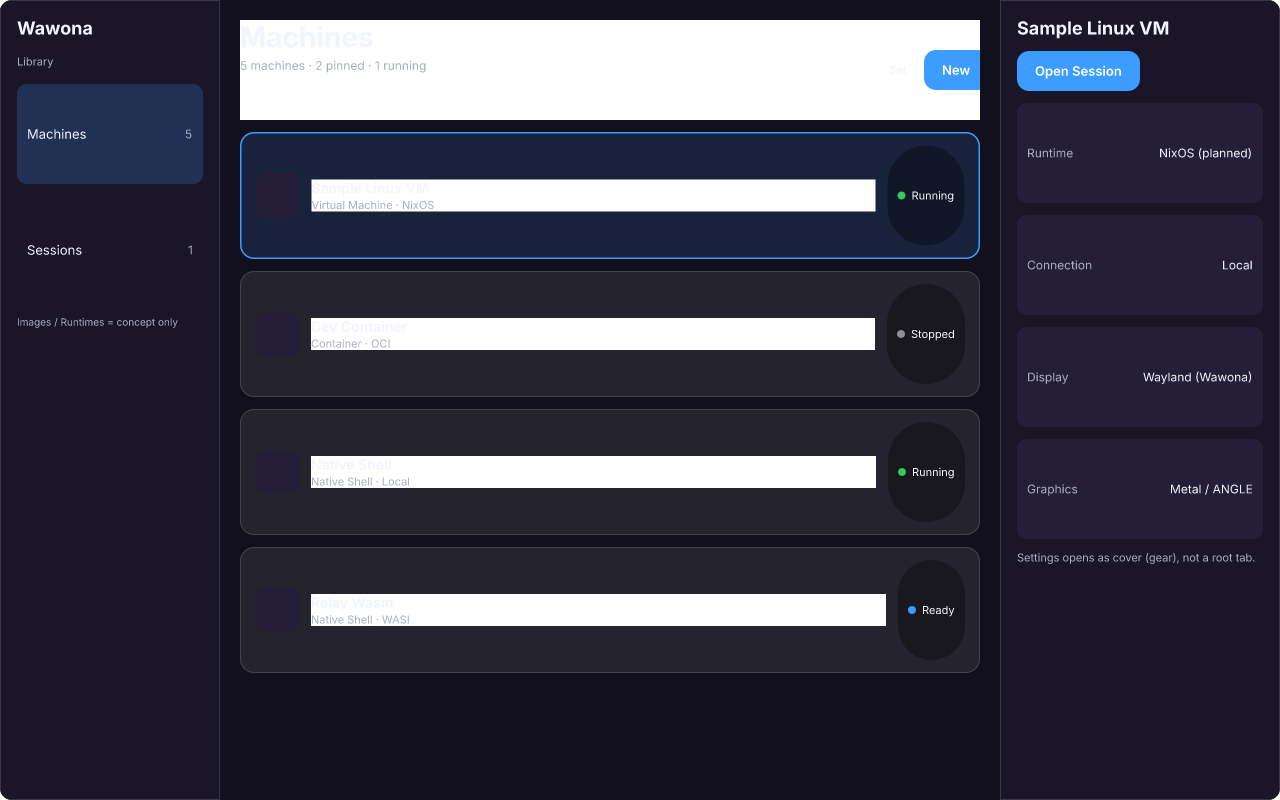 Wawona
Library
Machines 5
Sessions 1
Images / Runtimes = concept only
Machines
5 machines · 2 pinned · 1 running
Set
New
Sample Linux VM
Virtual Machine · NixOS
Running
Dev Container
Container · OCI
Stopped
Native Shell
Native Shell · Local
Running
Relay Wasm
Native Shell · WASI
Ready
Sample Linux VM
Open Session
Runtime NixOS (planned)
Connection Local
Display Wayland (Wawona)
Graphics Metal / ANGLE
Settings opens as cover (gear), not a root tab.